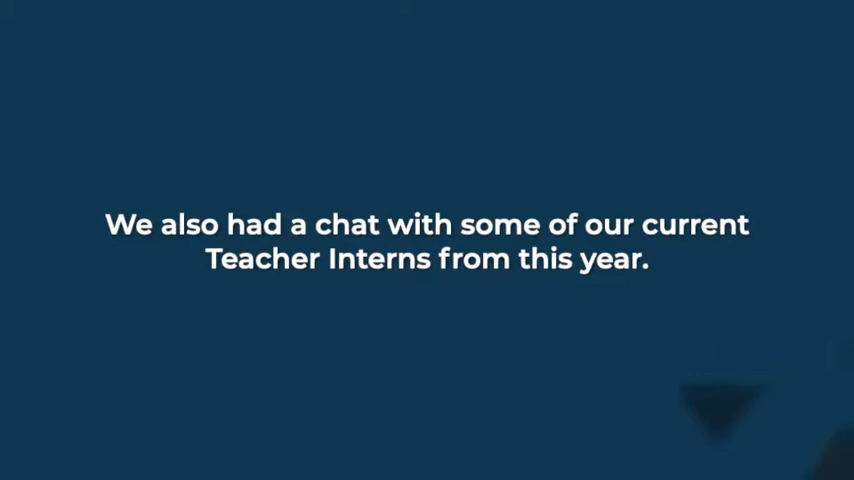 We also had a chat with some of our current
Teacher Interns from this year.